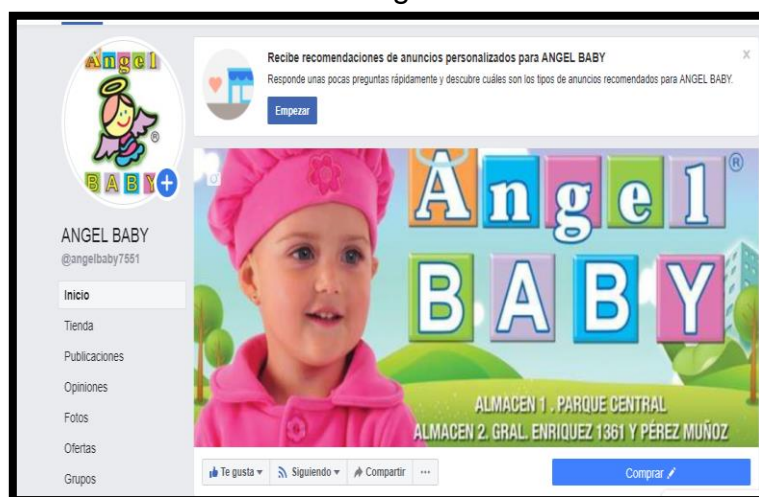 Angel
BABY
®
ANGEL BABY
@angelbaby7551
Inicio
Tienda
Publicaciones
Opiniones
Fotos
Ofertas
Grupos
Recibe recomendaciones de anuncios personalizados para ANGEL BABY
Responde unas pocas preguntas rápidamente y descubre cuáles son los tipos de anuncios recomendados para ANGEL BABY.
Empezar
Angel ®
BABY
ALMACEN 1 . PARQUE CENTRAL
ALMACEN 2. GRAL. ENRIQUEZ 1361 Y PÉREZ MUÑOZ
Te gusta Siguiendo Compartir ... Comprar